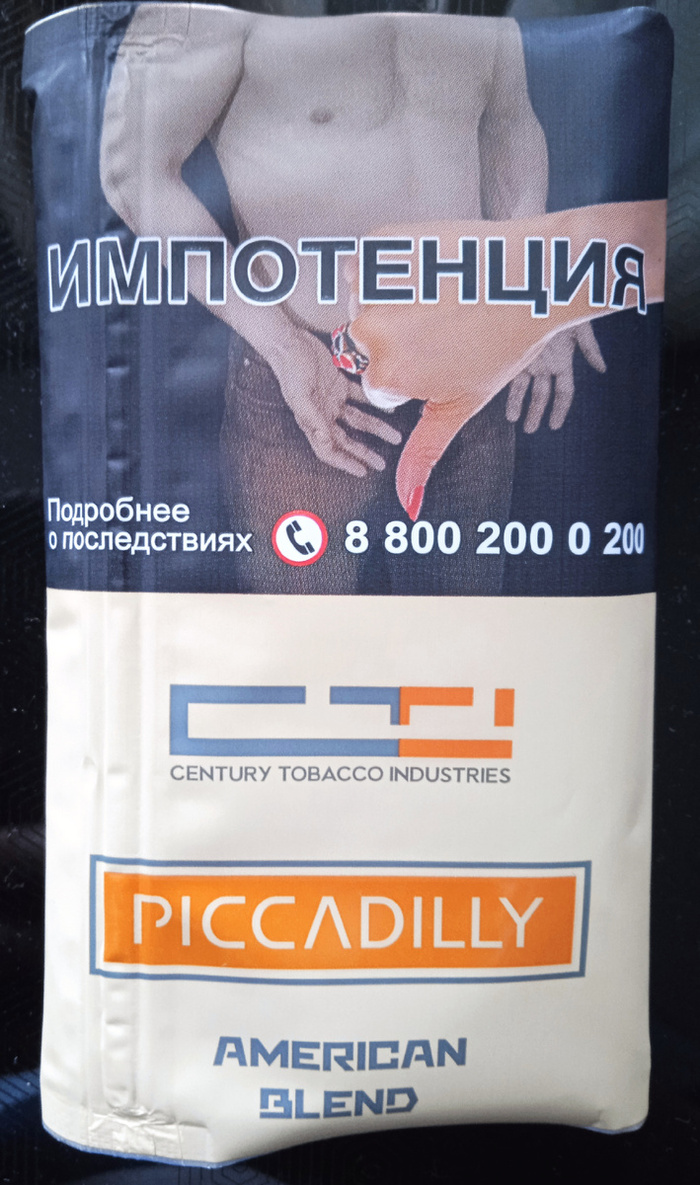 ИМПОТЕНЦИЯ
Подробнее
о последствиях 8 800 200 0 200
CENTURY TOBACCO INDUSTRIES
PICCADILLY
AMERICAN
BLEND